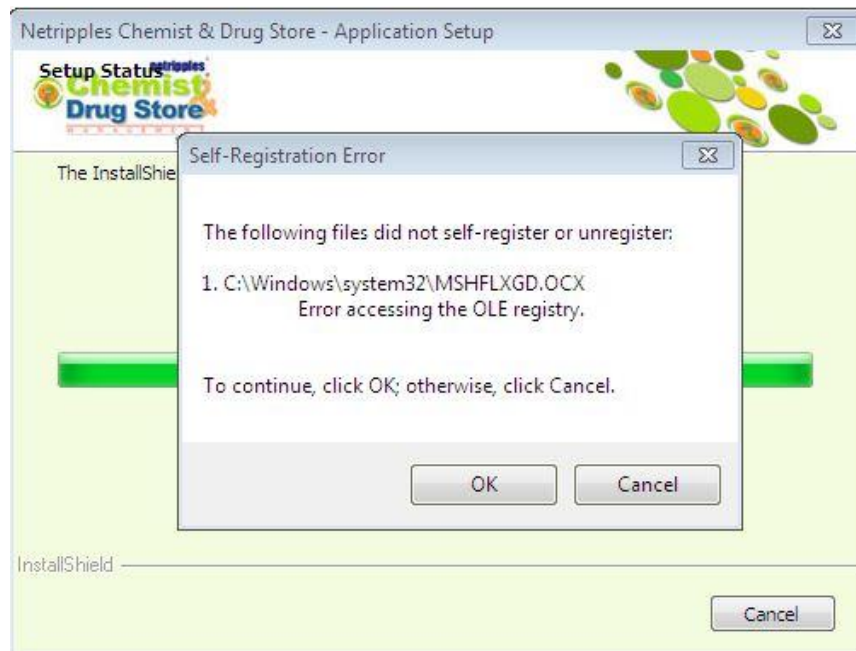 Netripples Chemist & Drug Store - Application Setup
Setup Status
netripples
Chemist
Drug Store
MANAGEMENT
The InstallShie
Self-Registration Error
The following files did not self-register or unregister:
1. C:\Windows\system32\MSHFLXGD.OCX
Error accessing the OLE registry.
To continue, click OK; otherwise, click Cancel.
OK
Cancel
InstallShield
Cancel